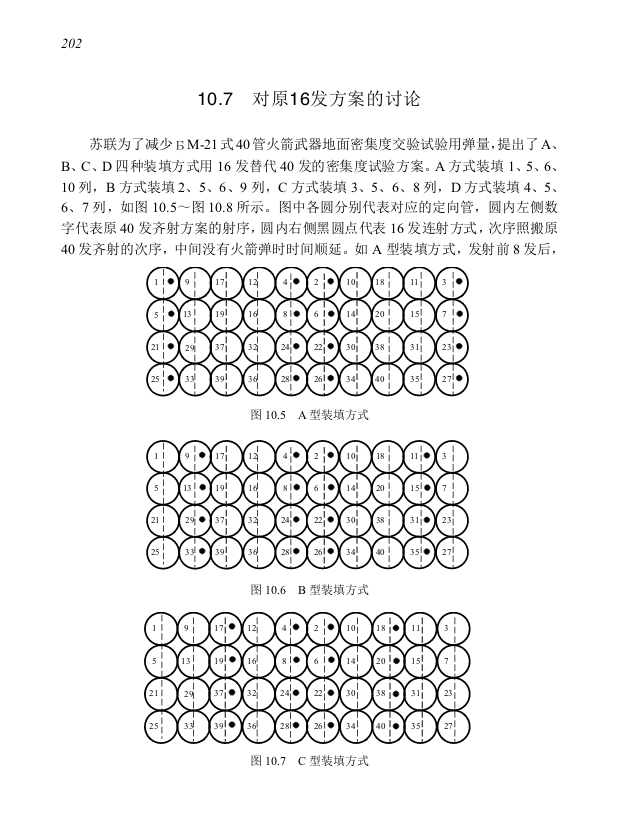 202
10.7 对原16发方案的讨论
苏联为了减少БM-21式40管火箭武器地面密集度交验试验用弹量,提出了A、
B、C、D四种装填方式用16发替代40发的密集度试验方案。A方式装填1、5、6、
10列,B方式装填2、5、6、9列,C方式装填3、5、6、8列,D方式装填4、5、
6、7列,如图10.5～图10.8所示。图中各圆分别代表对应的定向管,圆内左侧数
字代表原40发齐射方案的射序,圆内右侧黑圆点代表16发连射方式,次序照搬原
40发齐射的次序,中间没有火箭弹时时间顺延。如A型装填方式,发射前8发后,
1 9 17 12 4 2 10 18 11 3
5 13 19 16 8 6 14 20 15 7
21 29 37 32 24 22 30 38 31 23
25 33 39 36 28 26 34 40 35 27
图10.5 A型装填方式
1 9 17 12 4 2 10 18 11 3
5 13 19 16 8 6 14 20 15 7
21 29 37 32 24 22 30 38 31 23
25 33 39 36 28 26 34 40 35 27
图10.6 B型装填方式
1 9 17 12 4 2 10 18 11 3
5 13 19 16 8 6 14 20 15 7
21 29 37 32 24 22 30 38 31 23
25 33 39 36 28 26 34 40 35 27
图10.7 C型装填方式